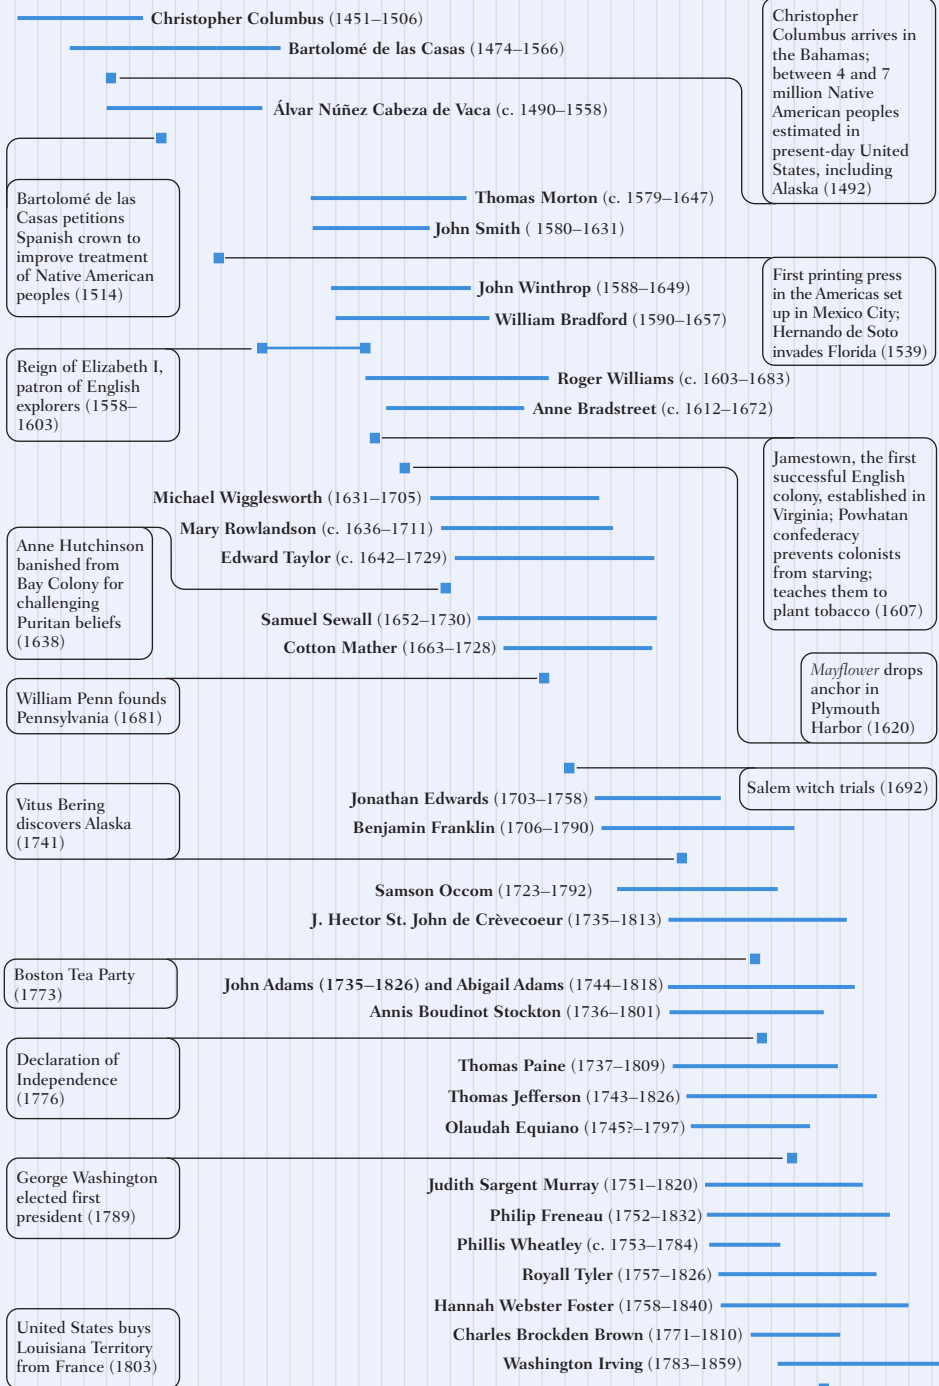 Christopher Columbus (1451–1506)
Bartolomé de las Casas (1474–1566)
Christopher
Columbus arrives in
the Bahamas;
between 4 and 7
million Native
American peoples
estimated in
present-day United
States, including
Alaska (1492)
Álvar Núñez Cabeza de Vaca (c. 1490–1558)
Bartolomé de las
Casas petitions
Spanish crown to
improve treatment
of Native American
peoples (1514)
Thomas Morton (c. 1579–1647)
John Smith ( 1580–1631)
First printing press
in the Americas set
up in Mexico City;
Hernando de Soto
invades Florida (1539)
John Winthrop (1588–1649)
William Bradford (1590–1657)
Reign of Elizabeth I,
patron of English
explorers (1558–
1603)
Roger Williams (c. 1603–1683)
Anne Bradstreet (c. 1612–1672)
Jamestown, the first
successful English
colony, established in
Virginia; Powhatan
confederacy
prevents colonists
from starving;
teaches them to
plant tobacco (1607)
Michael Wigglesworth (1631–1705)
Mary Rowlandson (c. 1636–1711)
Edward Taylor (c. 1642–1729)
Anne Hutchinson
banished from
Bay Colony for
challenging
Puritan beliefs
(1638)
Samuel Sewall (1652–1730)
Cotton Mather (1663–1728)
Mayflower drops
anchor in
Plymouth
Harbor (1620)
William Penn founds
Pennsylvania (1681)
Salem witch trials (1692)
Jonathan Edwards (1703–1758)
Benjamin Franklin (1706–1790)
Vitus Bering
discovers Alaska
(1741)
Samson Occom (1723–1792)
J. Hector St. John de Crèvecoeur (1735–1813)
Boston Tea Party
(1773)
John Adams (1735–1826) and Abigail Adams (1744–1818)
Annis Boudinot Stockton (1736–1801)
Declaration of
Independence
(1776)
Thomas Paine (1737–1809)
Thomas Jefferson (1743–1826)
Olaudah Equiano (1745?–1797)
George Washington
elected first
president (1789)
Judith Sargent Murray (1751–1820)
Philip Freneau (1752–1832)
Phillis Wheatley (c. 1753–1784)
Royall Tyler (1757–1826)
Hannah Webster Foster (1758–1840)
United States buys
Louisiana Territory
from France (1803)
Charles Brockden Brown (1771–1810)
Washington Irving (1783–1859)